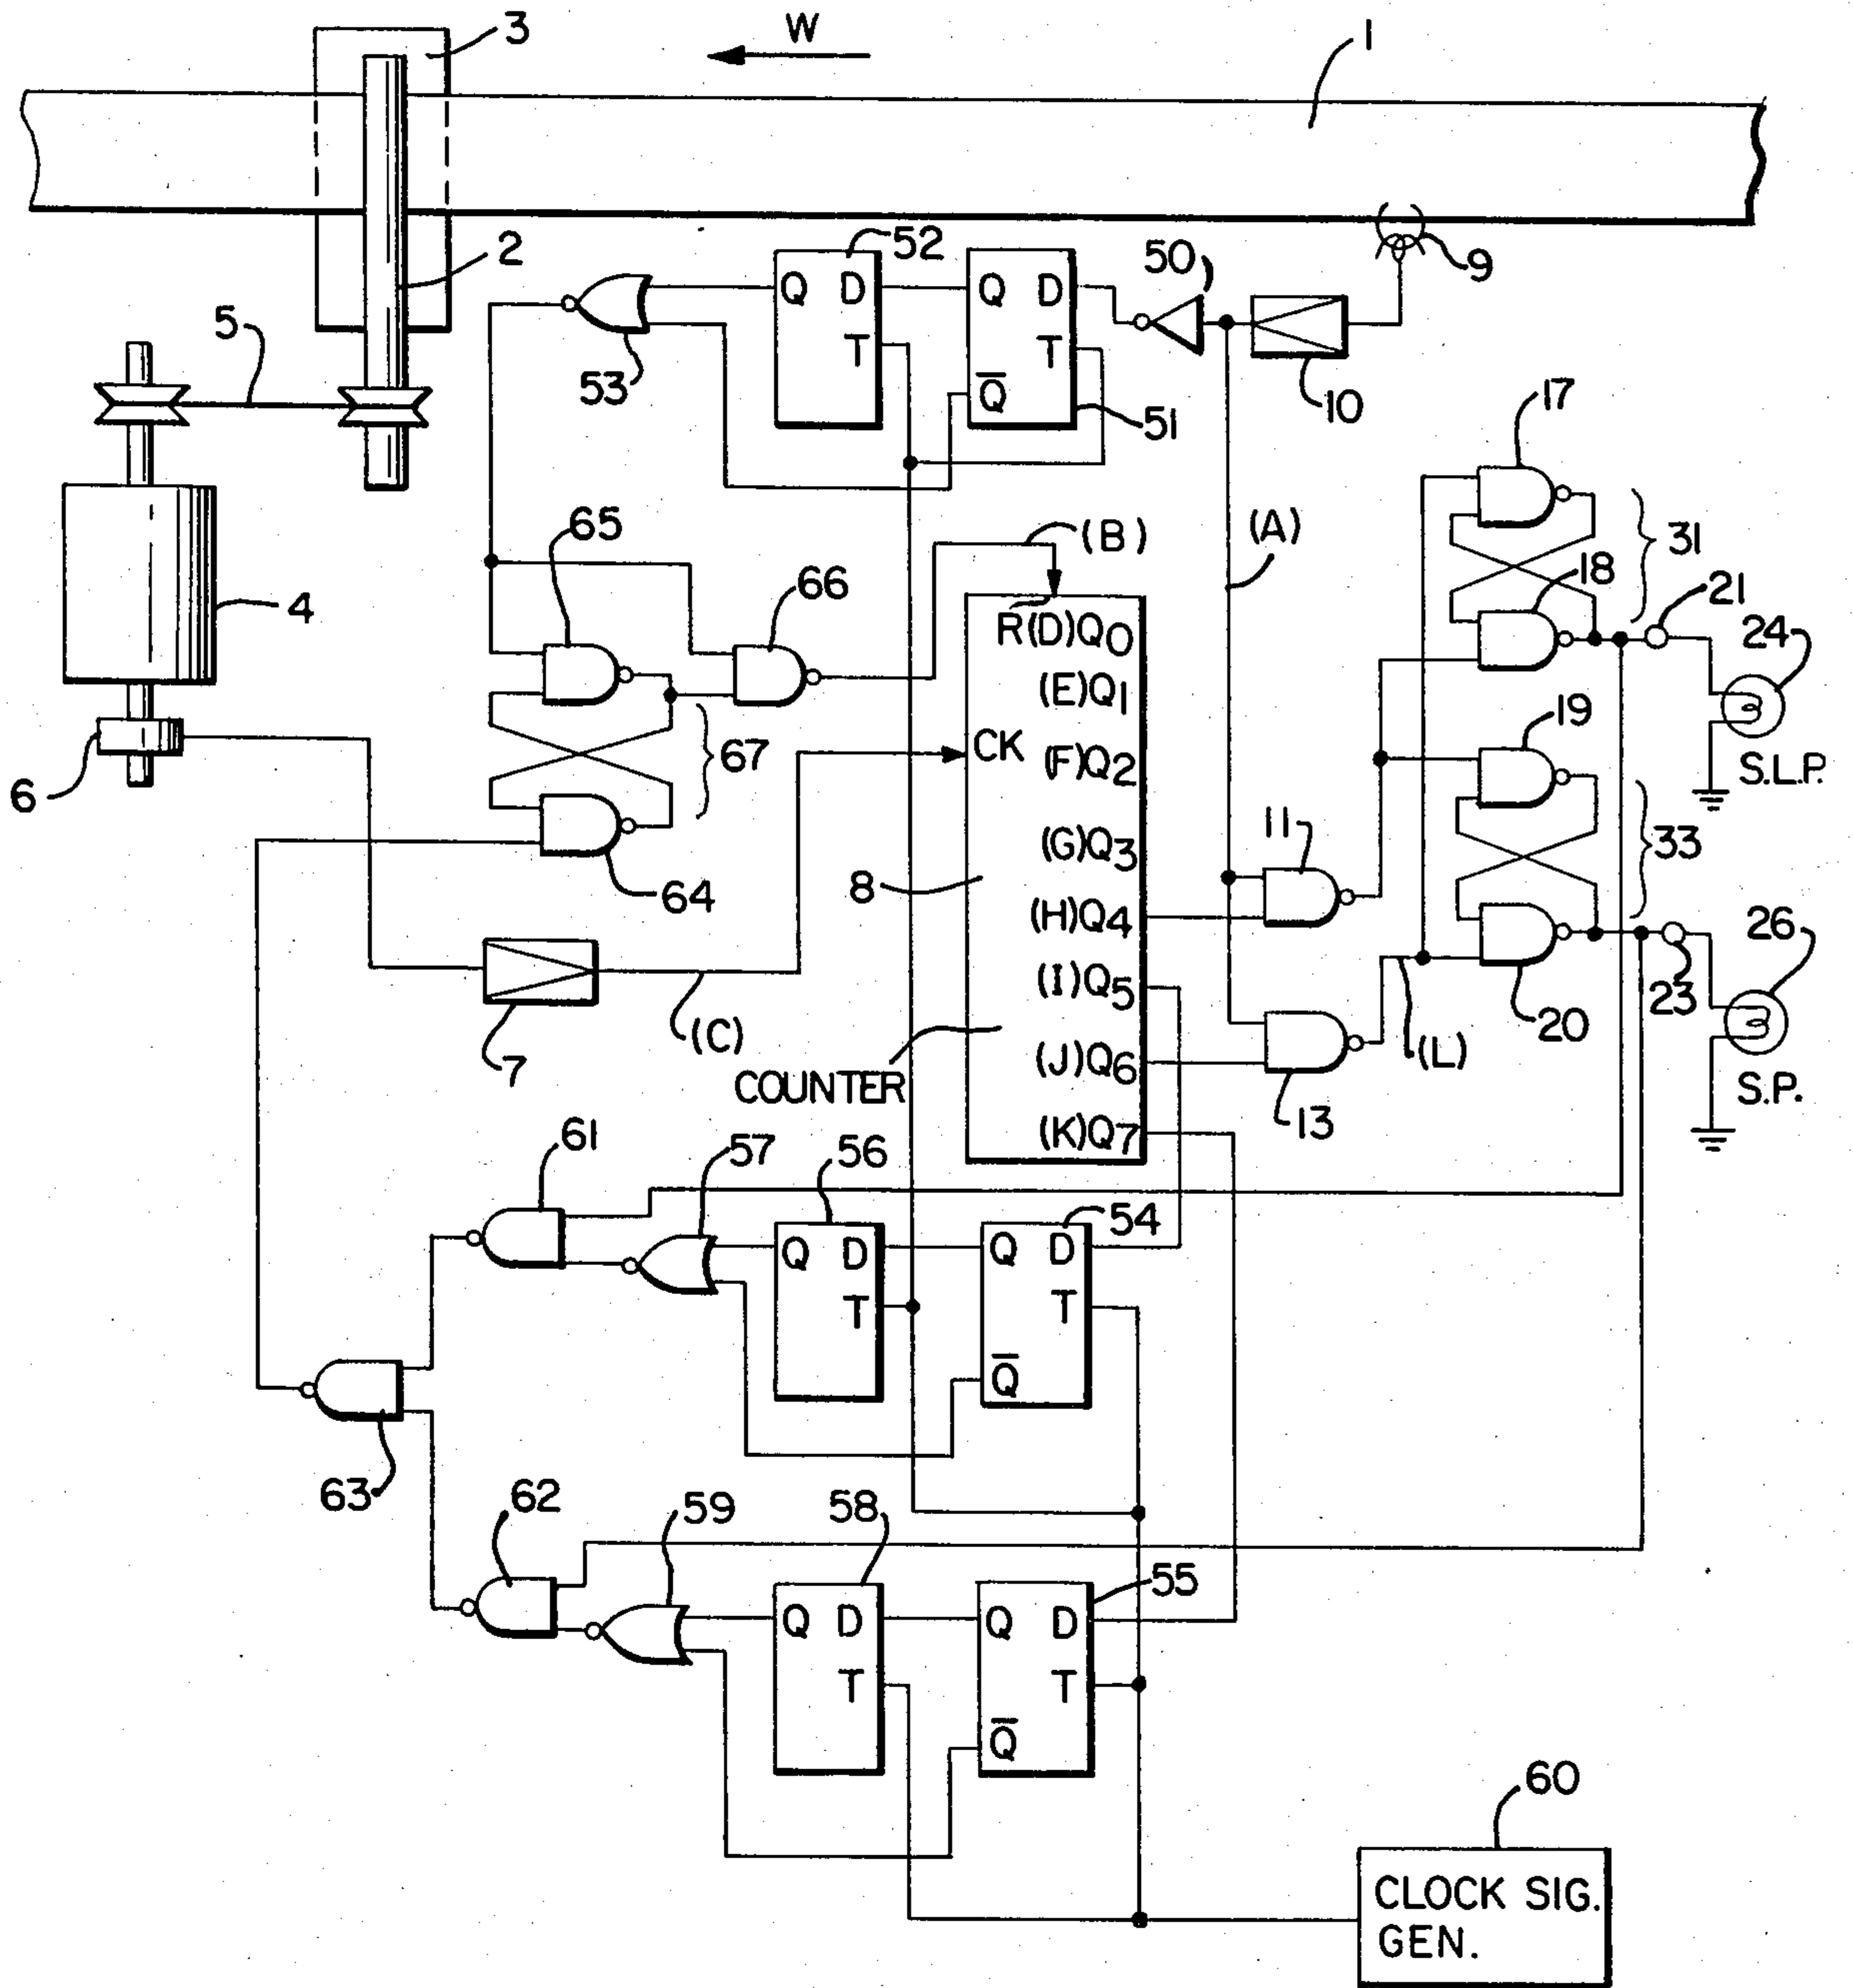 W
3
1
2
52
50
9
5
Q D
Q D
T
T
Q̅
53
51
10
17
65
(B)
(A)
31
66
18
21
4
R(D)Q0
24
(E)Q1
19
6
67
CK (F)Q2
S.L.P.
11
(G)Q3
33
8
64
(H)Q4
26
(I)Q5
23
20
7
(C)
(J)Q6
(L)
COUNTER
S.P.
13
(K)Q7
61
57
56
54
Q D
Q D
T
T
Q̅
63
62
59
58
55
Q D
Q D
T
T
Q̅
60
CLOCK SIG.
GEN.